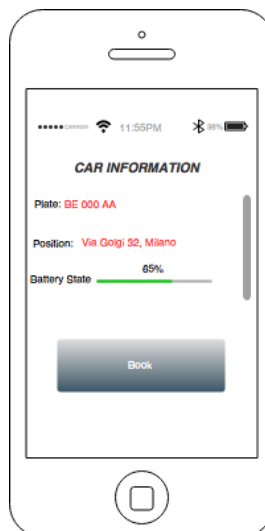 CARRIER 11:55PM 98%
CAR INFORMATION
Plate: BE 000 AA
Position: Via Golgi 32, Milano
65%
Battery State
Book